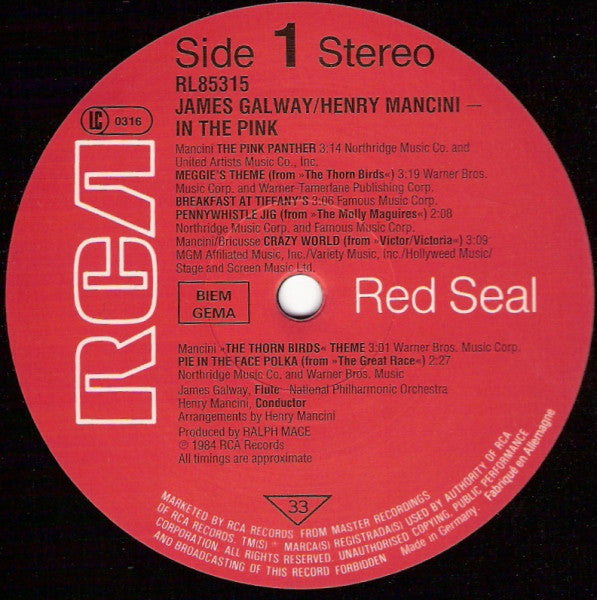 Side 1 Stereo
RL85315
JAMES GALWAY/HENRY MANCINI —
IN THE PINK
LC 0316
Mancini THE PINK PANTHER 3:14 Northridge Music Co. and
United Artists Music Co., Inc.
MEGGIE'S THEME (from »The Thorn Birds«) 3:19 Warner Bros.
Music Corp. and Warner-Tamerlane Publishing Corp.
BREAKFAST AT TIFFANY'S 3:06 Famous Music Corp.
PENNYWHISTLE JIG (from »The Molly Maguires«) 2:08
Northridge Music Corp. and Famous Music Corp.
Mancini/Bricusse CRAZY WORLD (from »Victor/Victoria«) 3:09
MGM Affiliated Music, Inc./Variety Music, Inc./Hollyweed Music/
Stage and Screen Music Ltd.
RCA
BIEM
GEMA
Red Seal
Mancini »THE THORN BIRDS« THEME 3:01 Warner Bros. Music Corp.
PIE IN THE FACE POLKA (from »The Great Race«) 2:27
Northridge Music Co. and Warner Bros. Music
James Galway, Flute—National Philharmonic Orchestra
Henry Mancini, Conductor
Arrangements by Henry Mancini
Produced by RALPH MACE
℗ 1984 RCA Records
All timings are approximate
33
MARKETED BY RCA RECORDS FROM MASTER RECORDINGS
OF RCA RECORDS. TM(S) * MARCA(S) REGISTRADA(S) USED BY AUTHORITY OF RCA
CORPORATION. ALL RIGHTS RESERVED. UNAUTHORISED COPYING, PUBLIC PERFORMANCE
AND BROADCASTING OF THIS RECORD FORBIDDEN
Made in Germany. Fabriqué en Allemagne